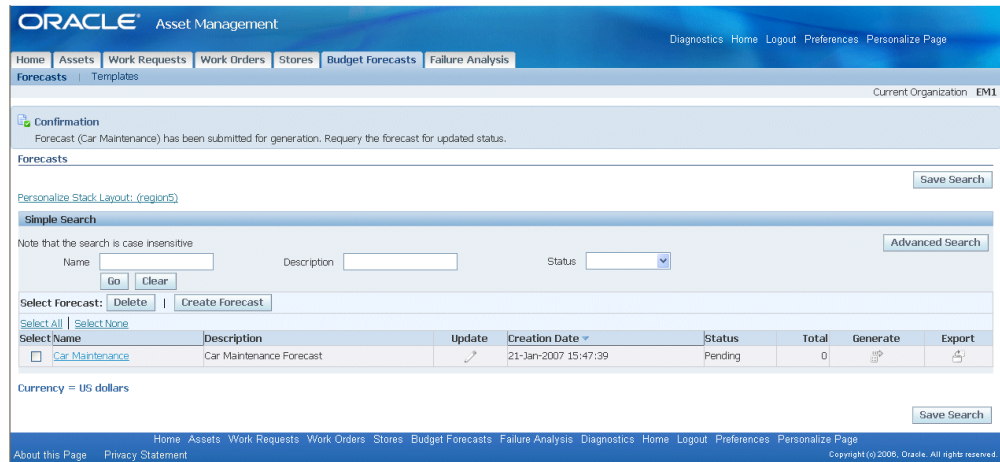 ORACLE® Asset Management
Diagnostics Home Logout Preferences Personalize Page
Home Assets Work Requests Work Orders Stores Budget Forecasts Failure Analysis
Forecasts | Templates
Current Organization EM1
Confirmation
Forecast (Car Maintenance) has been submitted for generation. Requery the forecast for updated status.
Forecasts
Save Search
Personalize Stack Layout: (region5)
Simple Search
Note that the search is case insensitive
Advanced Search
Name Description Status
Go Clear
Select Forecast: Delete | Create Forecast
Select All | Select None
Select Name Description Update Creation Date Status Total Generate Export
Car Maintenance Car Maintenance Forecast 21-Jan-2007 15:47:39 Pending 0
Currency = US dollars
Save Search
Home Assets Work Requests Work Orders Stores Budget Forecasts Failure Analysis Diagnostics Home Logout Preferences Personalize Page
About this Page Privacy Statement Copyright (c) 2006, Oracle. All rights reserved.